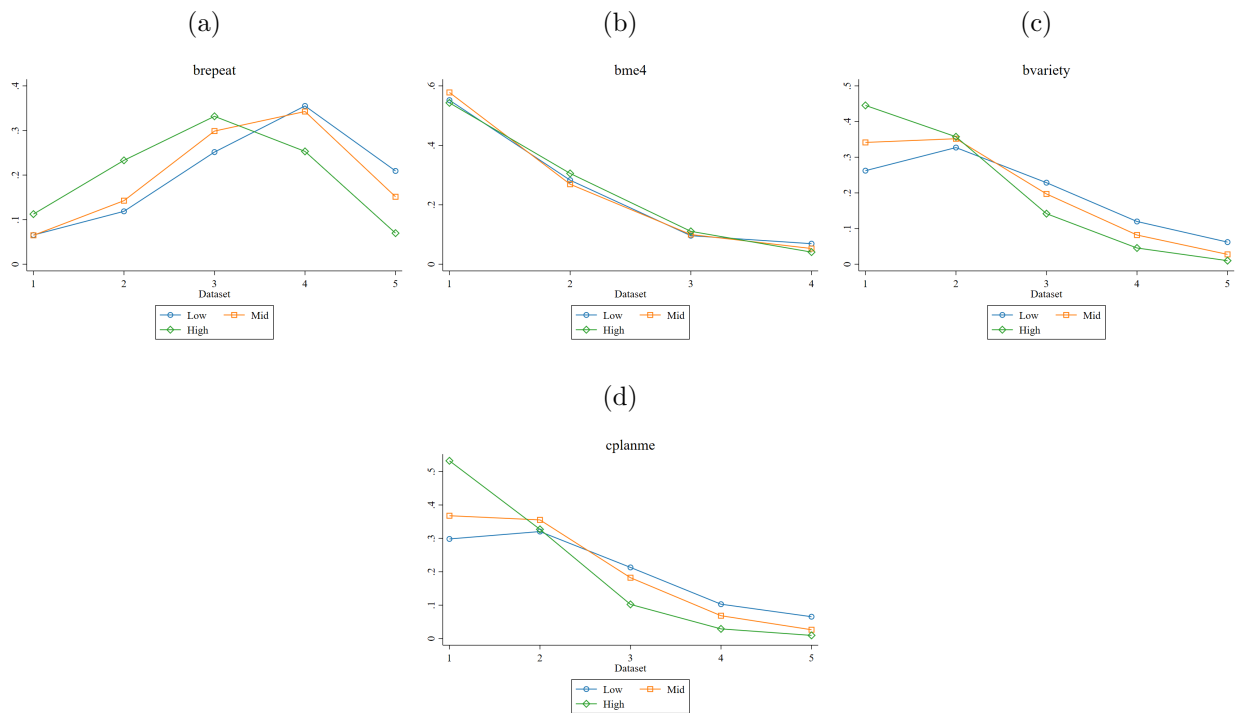 (a)
brepeat
.4
.3
.2
.1
0
1 2 3 4 5
Dataset
Low Mid
High
(b)
bme4
.6
.4
.2
0
1 2 3 4
Dataset
Low Mid
High
(c)
bvariety
.5
.4
.3
.2
.1
0
1 2 3 4 5
Dataset
Low Mid
High
(d)
cplanme
.5
.4
.3
.2
.1
0
1 2 3 4 5
Dataset
Low Mid
High